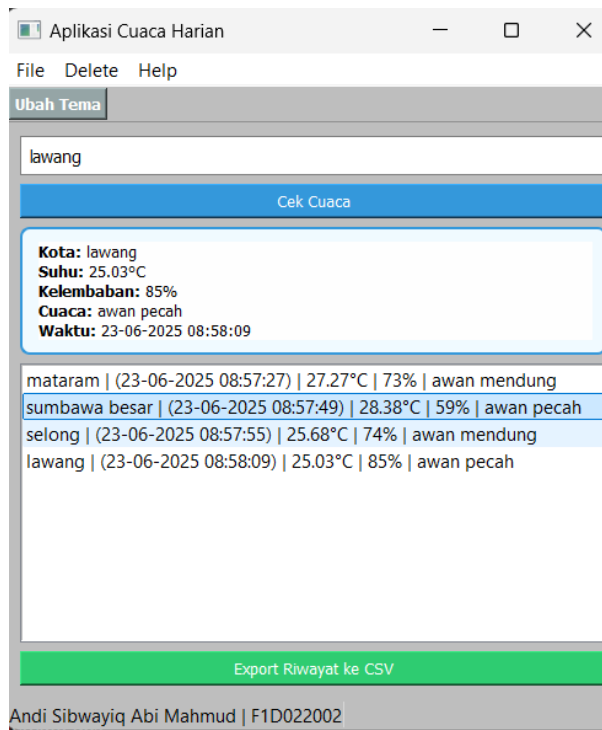 Aplikasi Cuaca Harian
File Delete Help
Ubah Tema
lawang
Cek Cuaca
Kota: lawang
Suhu: 25.03°C
Kelembaban: 85%
Cuaca: awan pecah
Waktu: 23-06-2025 08:58:09
mataram | (23-06-2025 08:57:27) | 27.27°C | 73% | awan mendung
sumbawa besar | (23-06-2025 08:57:49) | 28.38°C | 59% | awan pecah
selong | (23-06-2025 08:57:55) | 25.68°C | 74% | awan mendung
lawang | (23-06-2025 08:58:09) | 25.03°C | 85% | awan pecah
Export Riwayat ke CSV
Andi Sibwayiq Abi Mahmud | F1D022002